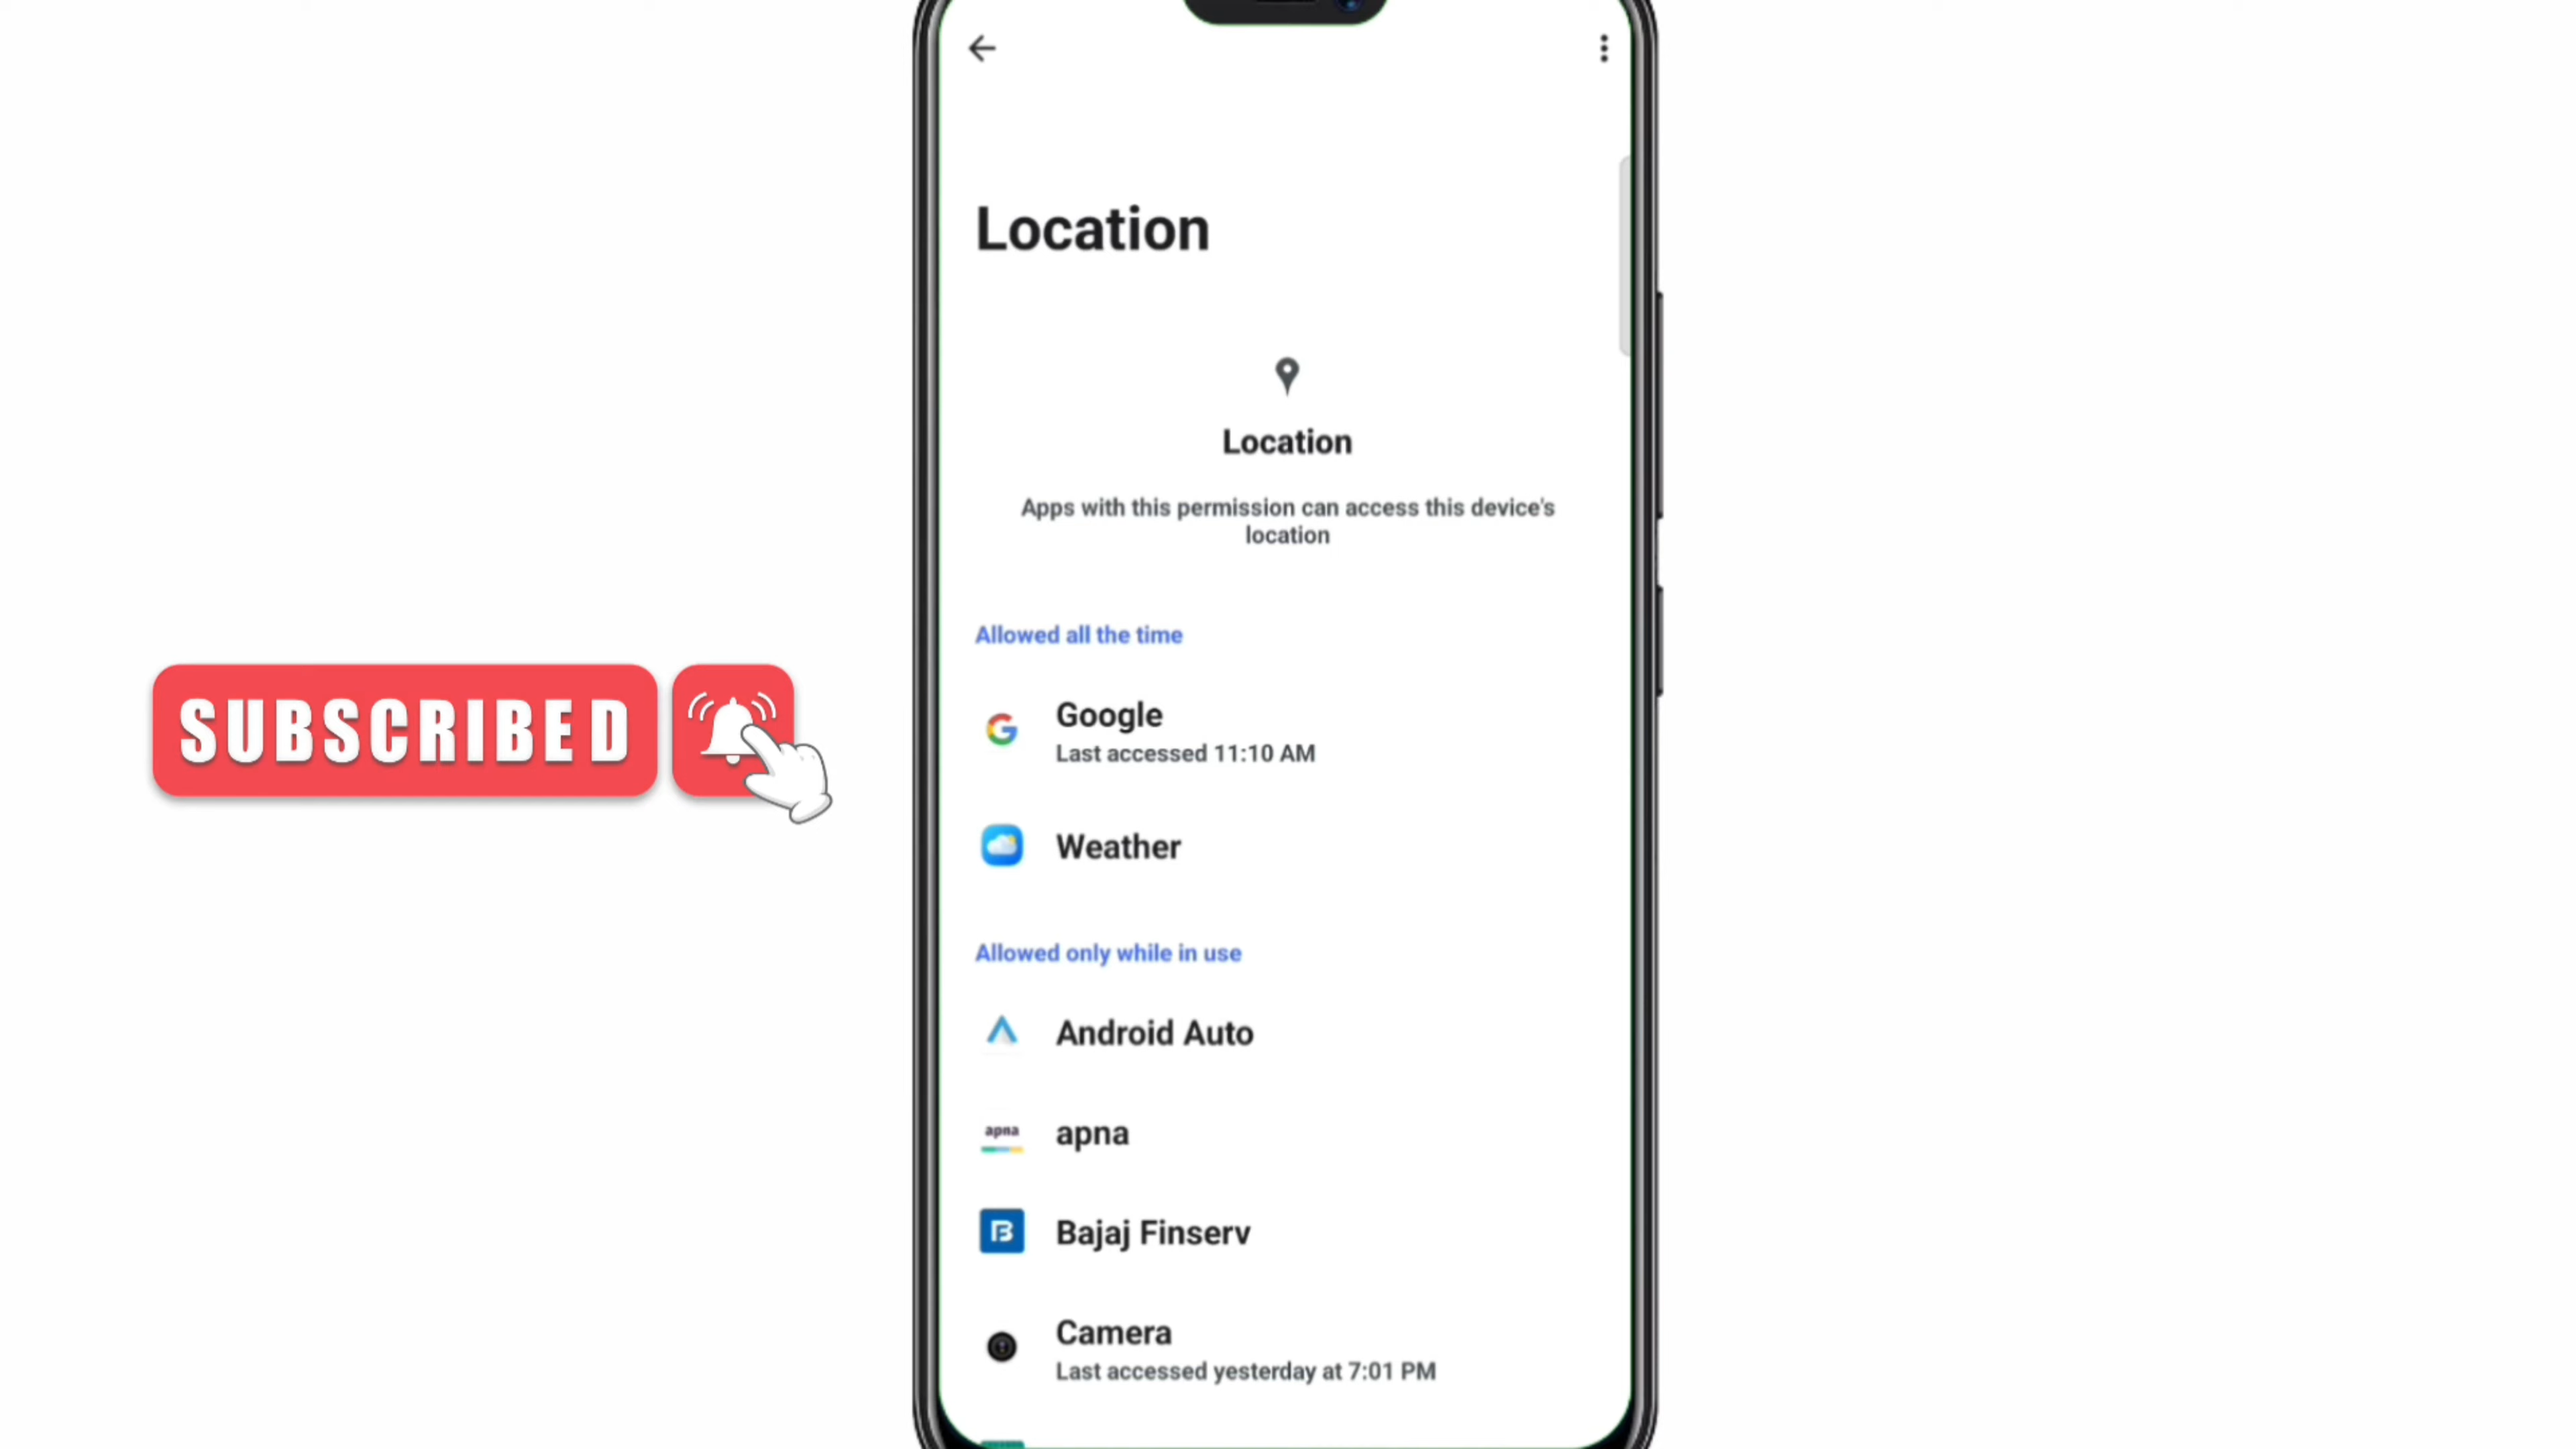 Location
Location
Apps with this permission can access this device's
location
Allowed all the time
Google
Last accessed 11:10 AM
SUBSCRIBED
Weather
Allowed only while in use
Android Auto
apna
apna
B
Bajaj Finserv
Camera
Last accessed yesterday at 7:01 PM